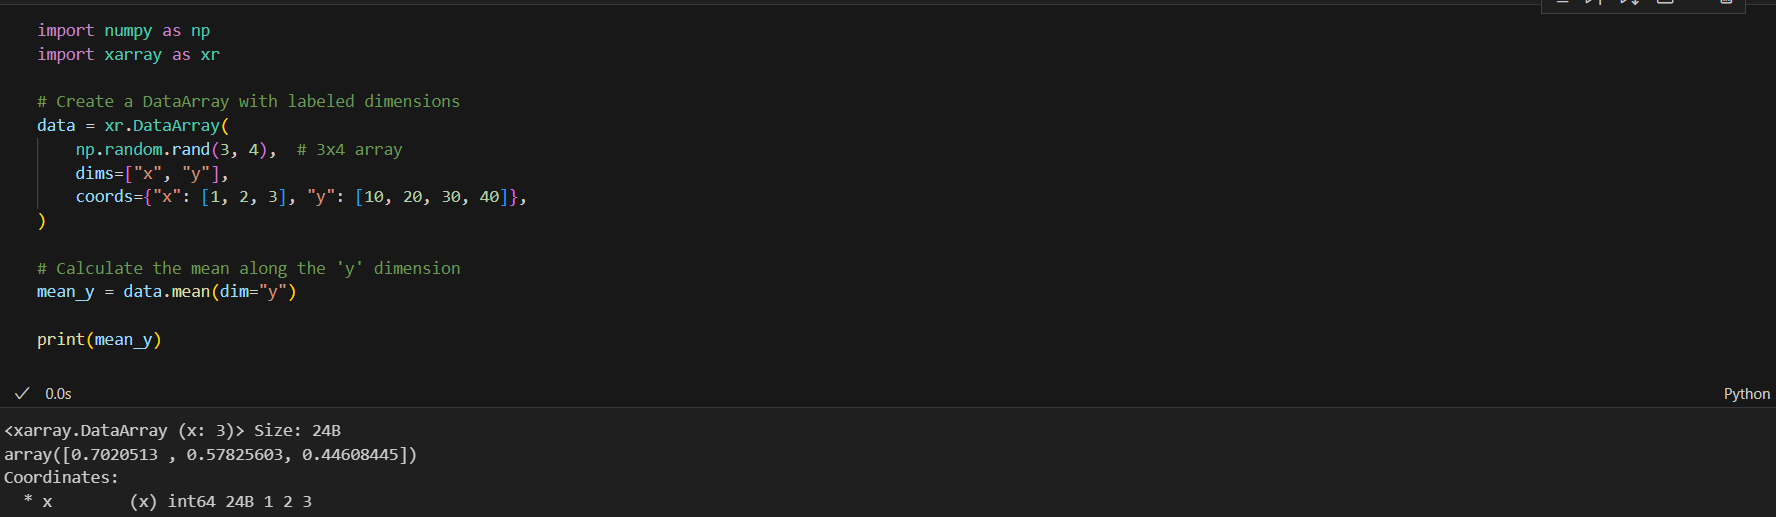 import numpy as np
import xarray as xr
# Create a DataArray with labeled dimensions
data = xr.DataArray(
    np.random.rand(3, 4),  # 3x4 array
    dims=["x", "y"],
    coords={"x": [1, 2, 3], "y": [10, 20, 30, 40]},
)
# Calculate the mean along the 'y' dimension
mean_y = data.mean(dim="y")
print(mean_y)
0.0s
Python
<xarray.DataArray (x: 3)> Size: 24B
array([0.7020513 , 0.57825603, 0.44608445])
Coordinates:
  * x        (x) int64 24B 1 2 3